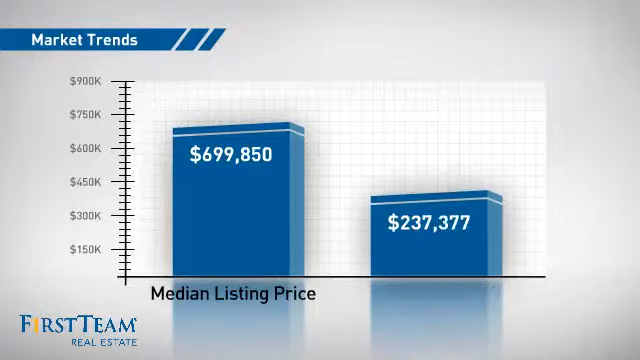 Market Trends
$900K
$750K
$600K
$450K
$300K
$150K
$699,850
$237,377
Median Listing Price
FIRSTTEAM
REAL ESTATE